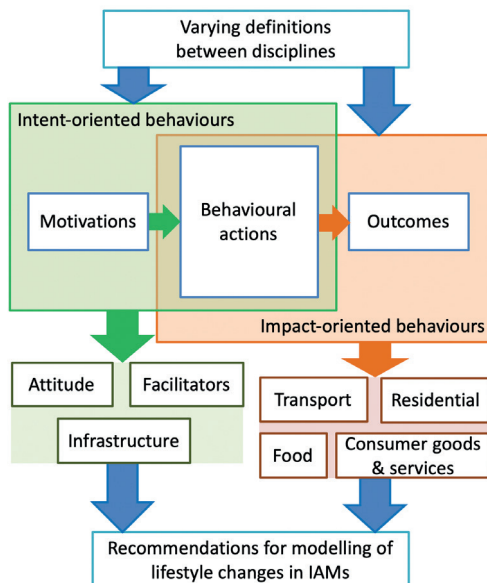 Varying definitions
between disciplines
Intent-oriented behaviours
Motivations
Behavioural
actions
Outcomes
Impact-oriented behaviours
Attitude
Facilitators
Infrastructure
Transport
Residential
Food
Consumer goods
& services
Recommendations for modelling of
lifestyle changes in IAMs